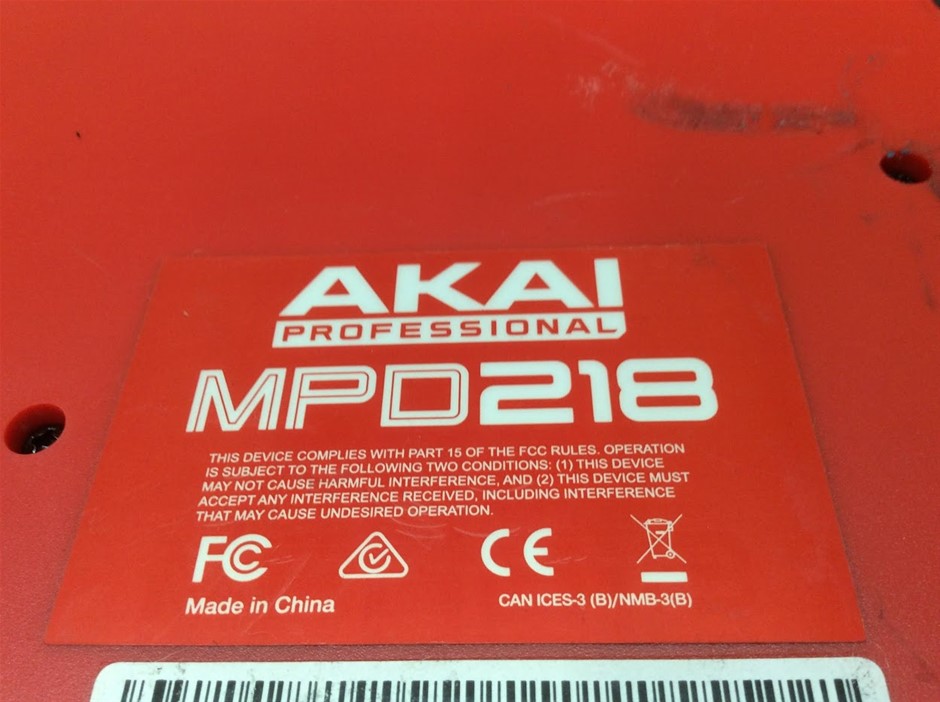 AKAI
PROFESSIONAL
MPD218
THIS DEVICE COMPLIES WITH PART 15 OF THE FCC RULES. OPERATION
IS SUBJECT TO THE FOLLOWING TWO CONDITIONS: (1) THIS DEVICE
MAY NOT CAUSE HARMFUL INTERFERENCE, AND (2) THIS DEVICE MUST
ACCEPT ANY INTERFERENCE RECEIVED, INCLUDING INTERFERENCE
THAT MAY CAUSE UNDESIRED OPERATION.
FC CE
Made in China CAN ICES-3 (B)/NMB-3(B)